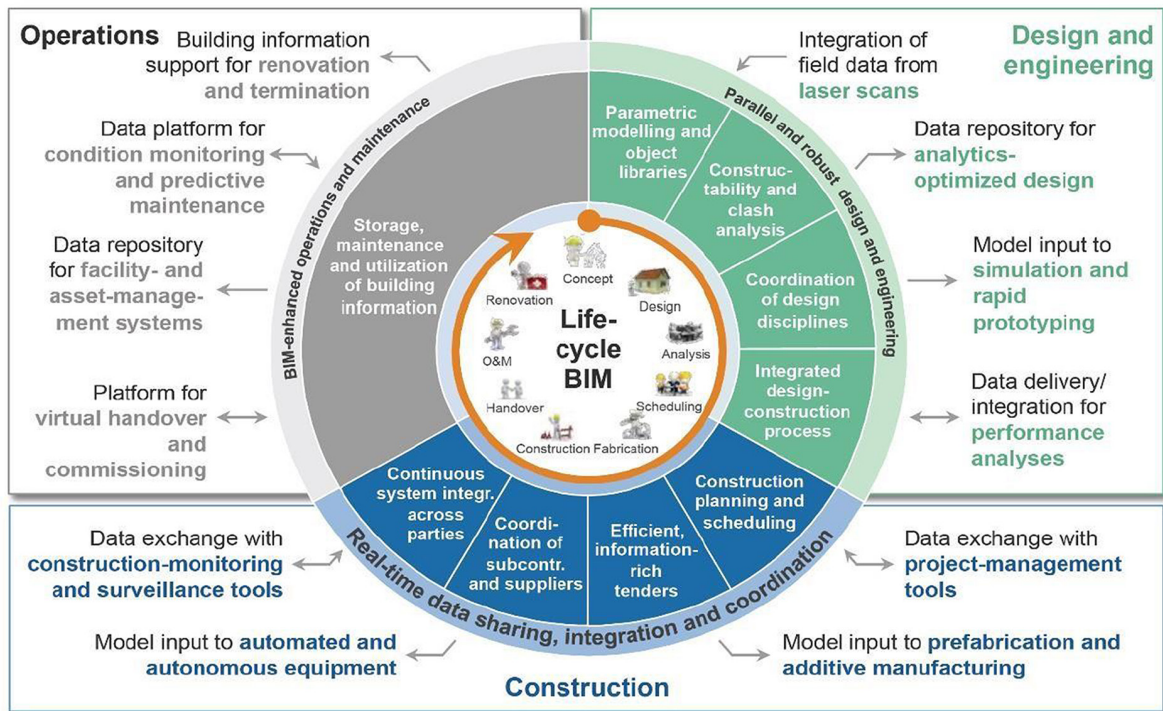 Operations
Building information
support for renovation
and termination
Data platform for
condition monitoring
and predictive
maintenance
Data repository
for facility- and
asset-manage-
ment systems
Platform for
virtual handover
and
commissioning
BIM-enhanced operations and maintenance
Storage,
maintenance
and utilization
of building
information
Design and
engineering
Integration of
field data from
laser scans
Data repository for
analytics-
optimized design
Model input to
simulation and
rapid
prototyping
Data delivery/
integration for
performance
analyses
Parallel and robust design and engineering
Parametric
modelling and
object
libraries
Construc-
tability and
clash
analysis
Coordination
of design
disciplines
Integrated
design-
construction
process
Life-
cycle
BIM
Concept
Design
Analysis
Scheduling
Fabrication
Construction
Handover
O&M
Renovation
Construction
planning and
scheduling
Efficient,
information-
rich
tenders
Coordi-
nation of
subcontr.
and suppliers
Continuous
system integr.
across
parties
Real-time data sharing, integration and coordination
Data exchange with
construction-monitoring
and surveillance tools
Model input to automated and
autonomous equipment
Data exchange with
project-management
tools
Model input to prefabrication and
additive manufacturing
Construction